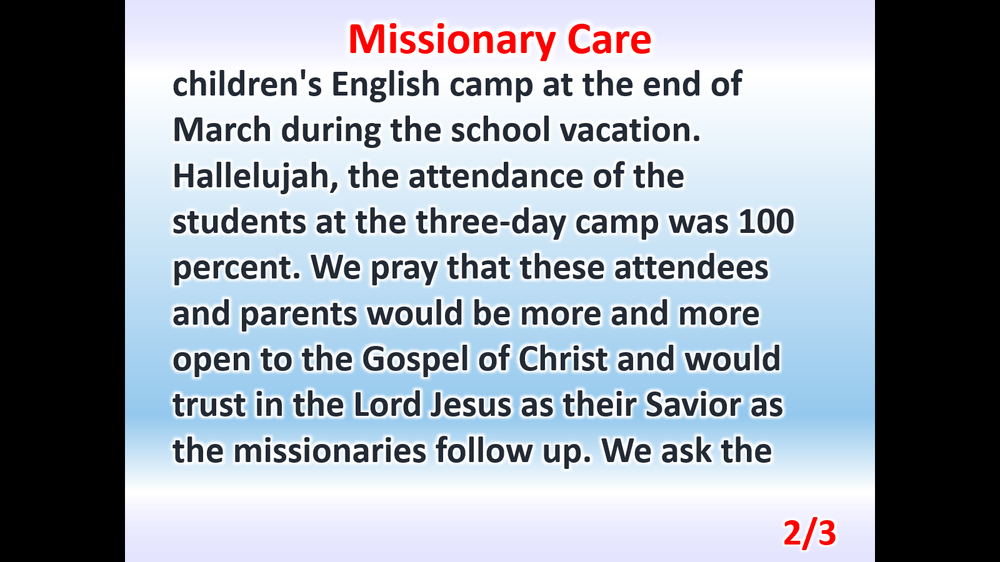 Missionary Care
children's English camp at the end of
March during the school vacation.
Hallelujah, the attendance of the
students at the three-day camp was 100
percent. We pray that these attendees
and parents would be more and more
open to the Gospel of Christ and would
trust in the Lord Jesus as their Savior as
the missionaries follow up. We ask the
2/3